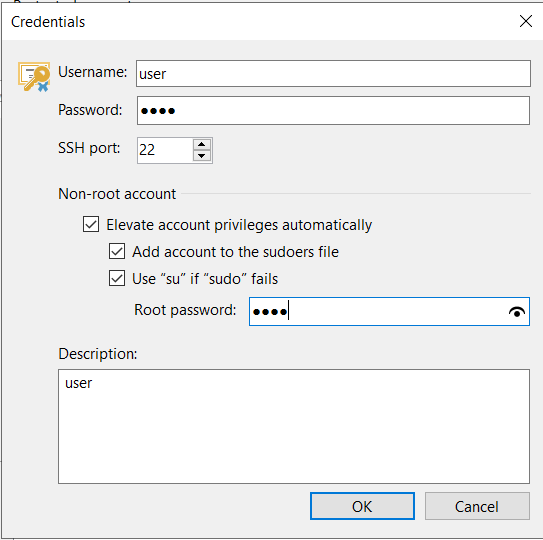 Credentials
Username: user
Password: ●●●●
SSH port: 22
Non-root account
Elevate account privileges automatically
Add account to the sudoers file
Use “su” if “sudo” fails
Root password: ●●●●
Description:
user
OK Cancel